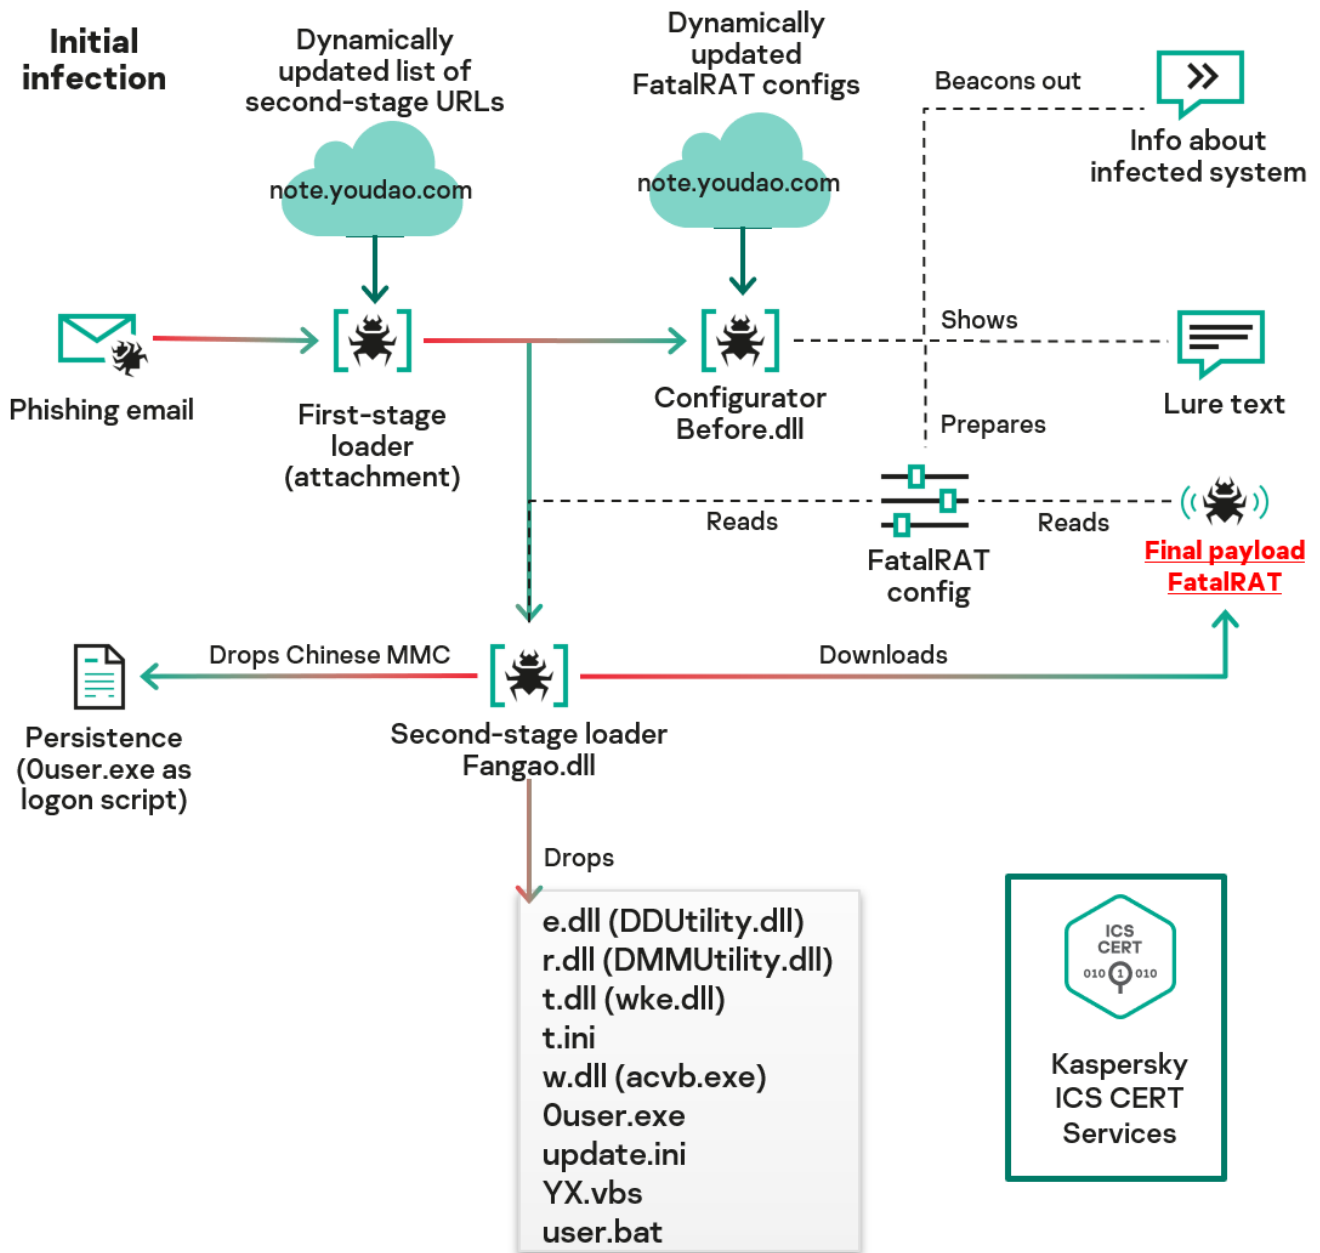 Initial
infection
Dynamically
updated list of
second-stage URLs
note.youdao.com
Dynamically
updated
FatalRAT configs
note.youdao.com
Beacons out
Info about
infected system
Phishing email
First-stage
loader
(attachment)
Configurator
Before.dll
Shows
Lure text
Prepares
Reads
FatalRAT
config
Reads
Final payload
FatalRAT
Drops Chinese MMC
Persistence
(0user.exe as
logon script)
Second-stage loader
Fangao.dll
Downloads
Drops
e.dll (DDUtility.dll)
r.dll (DMMUtility.dll)
t.dll (wke.dll)
t.ini
w.dll (acvb.exe)
0user.exe
update.ini
YX.vbs
user.bat
ICS
CERT
010 1 010
Kaspersky
ICS CERT
Services